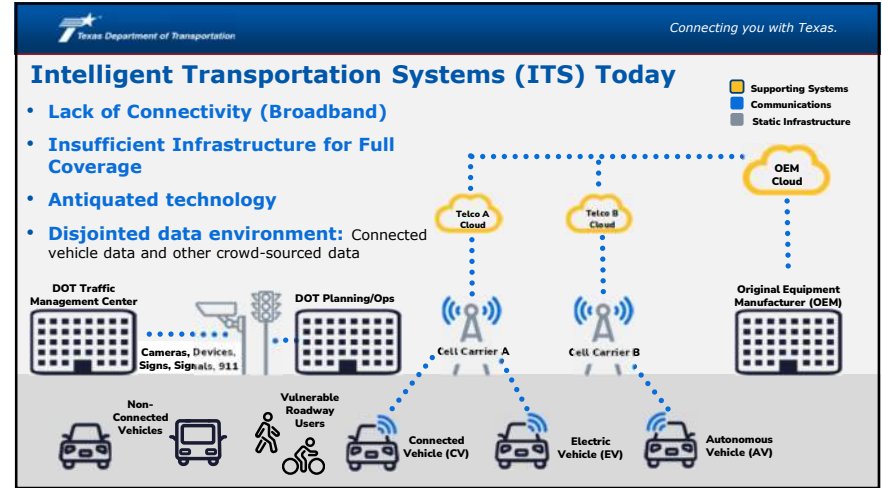 Texas Department of Transportation
Connecting you with Texas.
Intelligent Transportation Systems (ITS) Today
• Lack of Connectivity (Broadband)
• Insufficient Infrastructure for Full
Coverage
• Antiquated technology
• Disjointed data environment: Connected
vehicle data and other crowd-sourced data
Supporting Systems
Communications
Static Infrastructure
OEM
Cloud
Telco A
Cloud
Telco B
Cloud
DOT Traffic
Management Center
DOT Planning/Ops
Original Equipment
Manufacturer (OEM)
Cameras, Devices,
Signs, Signals, 911
Cell Carrier A
Cell Carrier B
Non-
Connected
Vehicles
Vulnerable
Roadway
Users
Connected
Vehicle (CV)
Electric
Vehicle (EV)
Autonomous
Vehicle (AV)